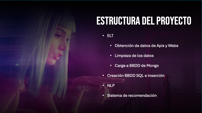 ESTRUCTURA DEL PROYECTO
• ELT
• Obtención de datos de Apis y Webs
• Limpieza de los datos
• Carga a BBDD de Mongo
• Creación BBDD SQL e inserción
• NLP
• Sistema de recomendación